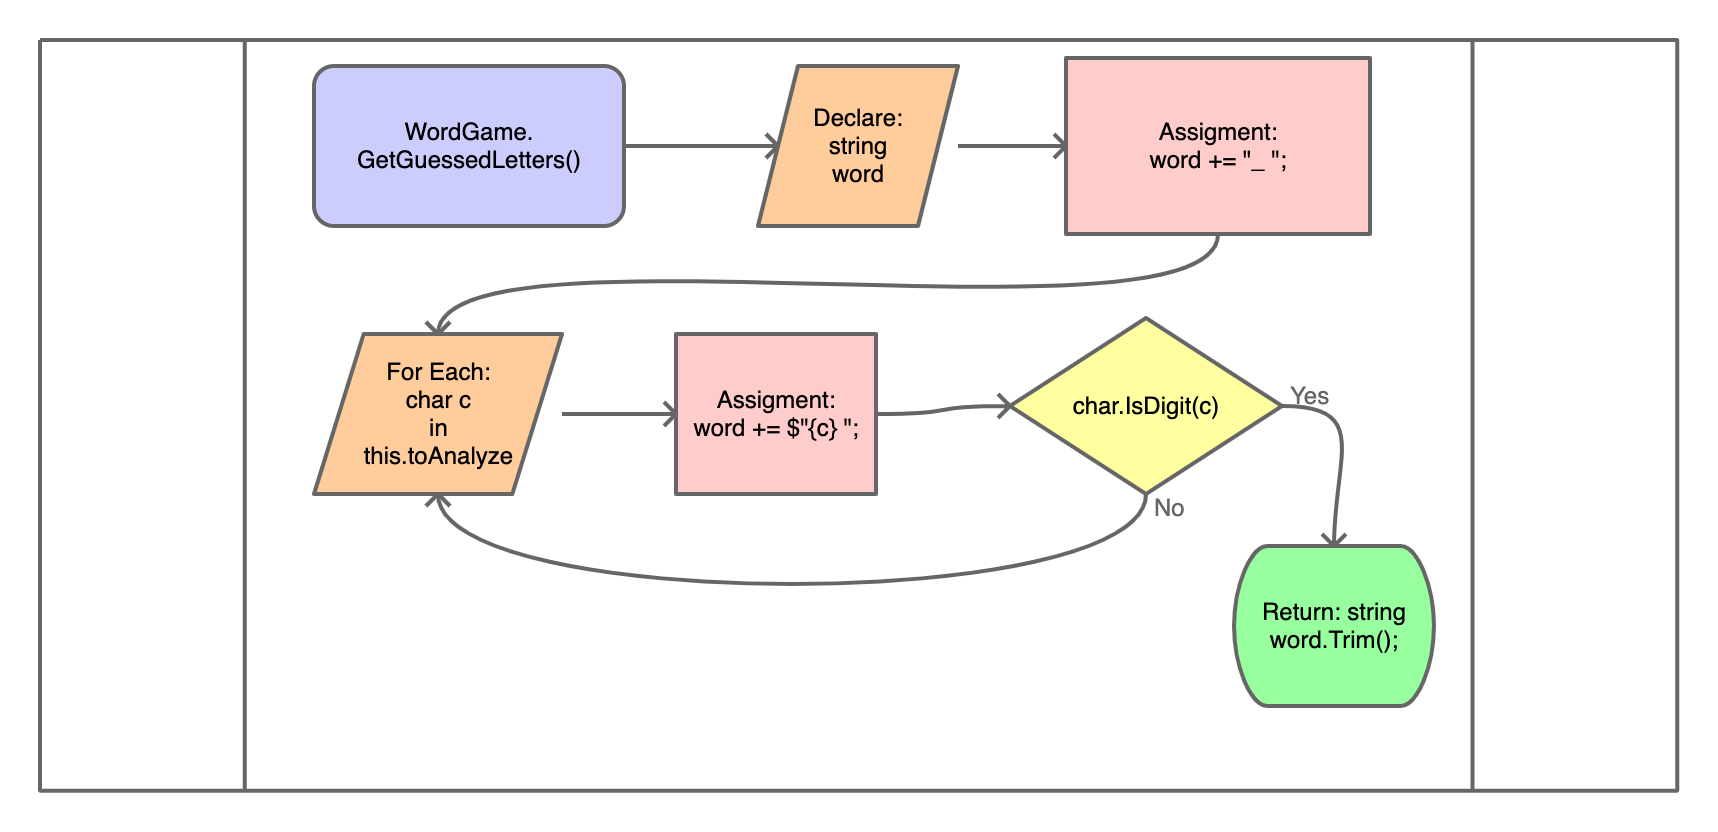 WordGame.
GetGuessedLetters()
Declare:
string
word
Assigment:
word += "_ ";
For Each:
char c
in
this.toAnalyze
Assigment:
word += $"{c} ";
char.IsDigit(c)
Yes
No
Return: string
word.Trim();